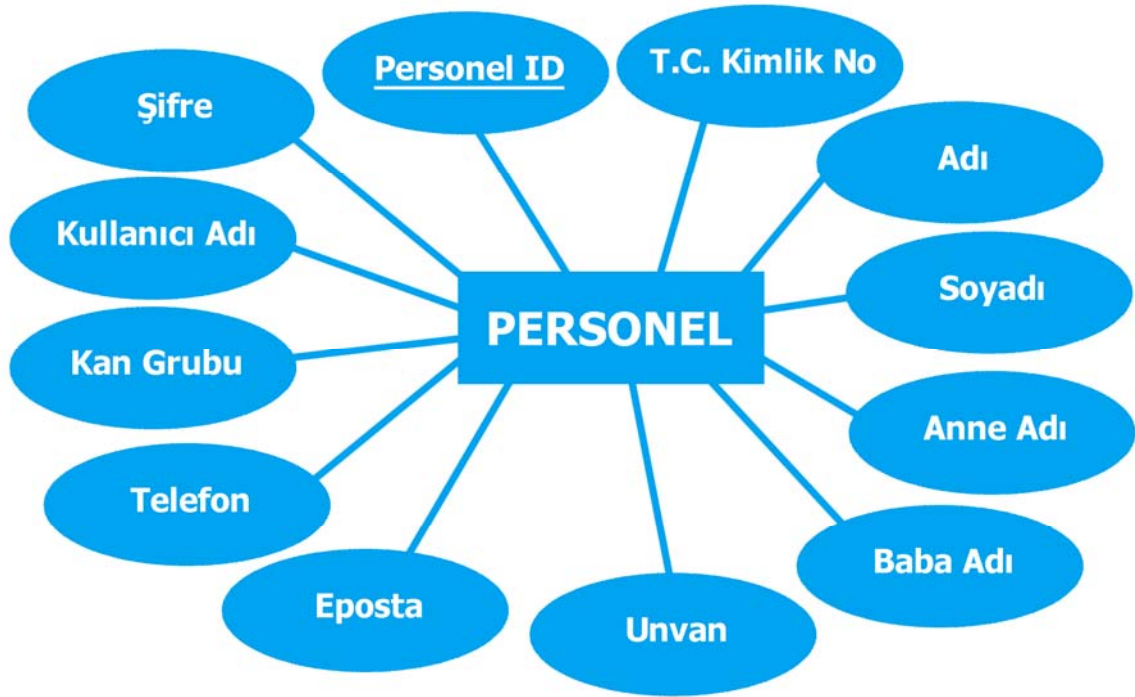 Personel ID
T.C. Kimlik No
Şifre
Adı
Kullanıcı Adı
Soyadı
PERSONEL
Kan Grubu
Anne Adı
Telefon
Baba Adı
Eposta
Unvan